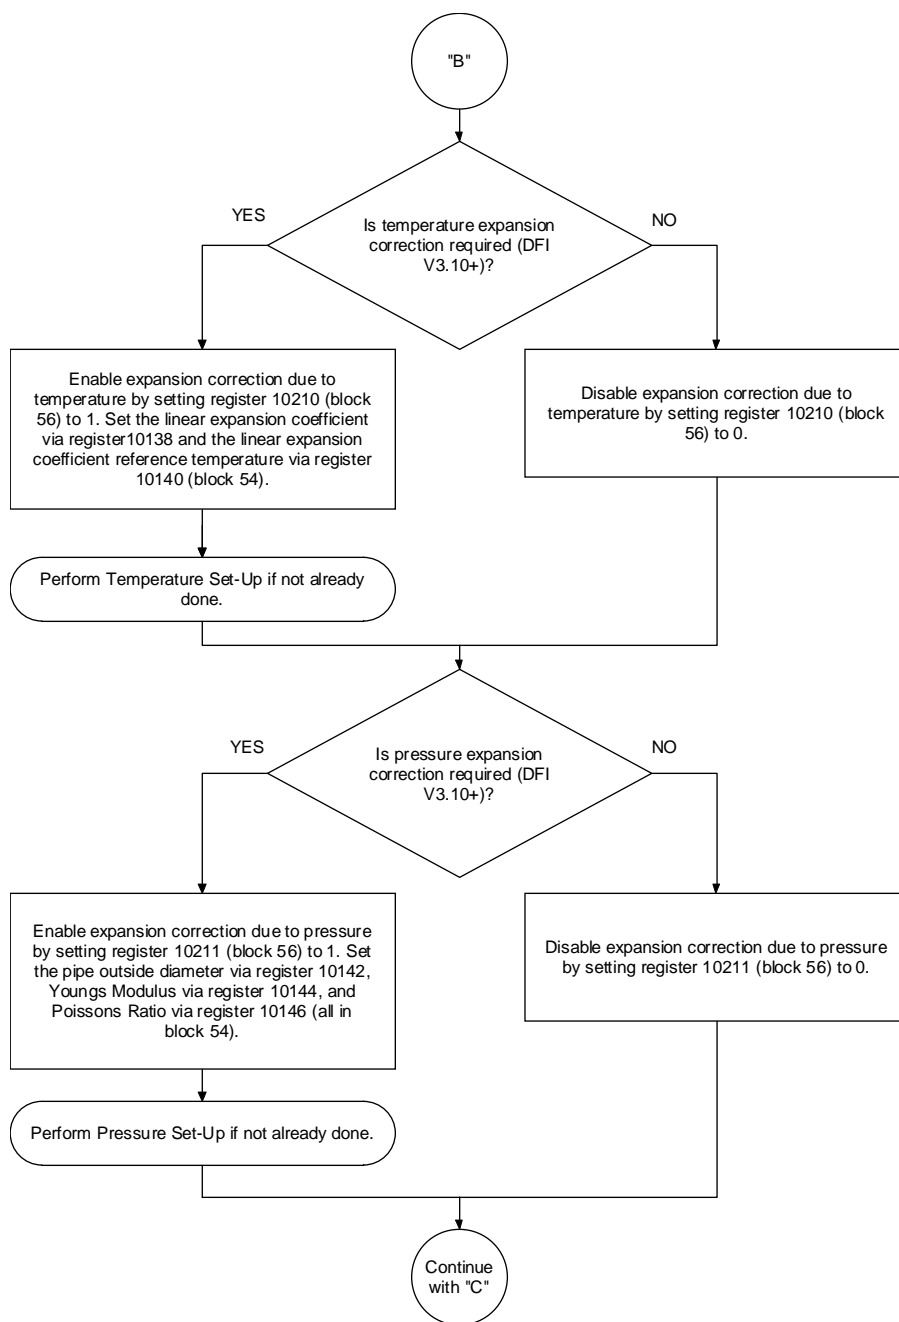 "B"
Is temperature expansion
correction required (DFI
V3.10+)?
YES
NO
Enable expansion correction due to
temperature by setting register 10210 (block
56) to 1. Set the linear expansion coefficient
via register10138 and the linear expansion
coefficient reference temperature via register
10140 (block 54).
Disable expansion correction due to
temperature by setting register 10210 (block
56) to 0.
Perform Temperature Set-Up if not already
done.
Is pressure expansion
correction required (DFI
V3.10+)?
YES
NO
Enable expansion correction due to pressure
by setting register 10211 (block 56) to 1. Set
the pipe outside diameter via register 10142,
Youngs Modulus via register 10144, and
Poissons Ratio via register 10146 (all in
block 54).
Disable expansion correction due to pressure
by setting register 10211 (block 56) to 0.
Perform Pressure Set-Up if not already done.
Continue
with "C"